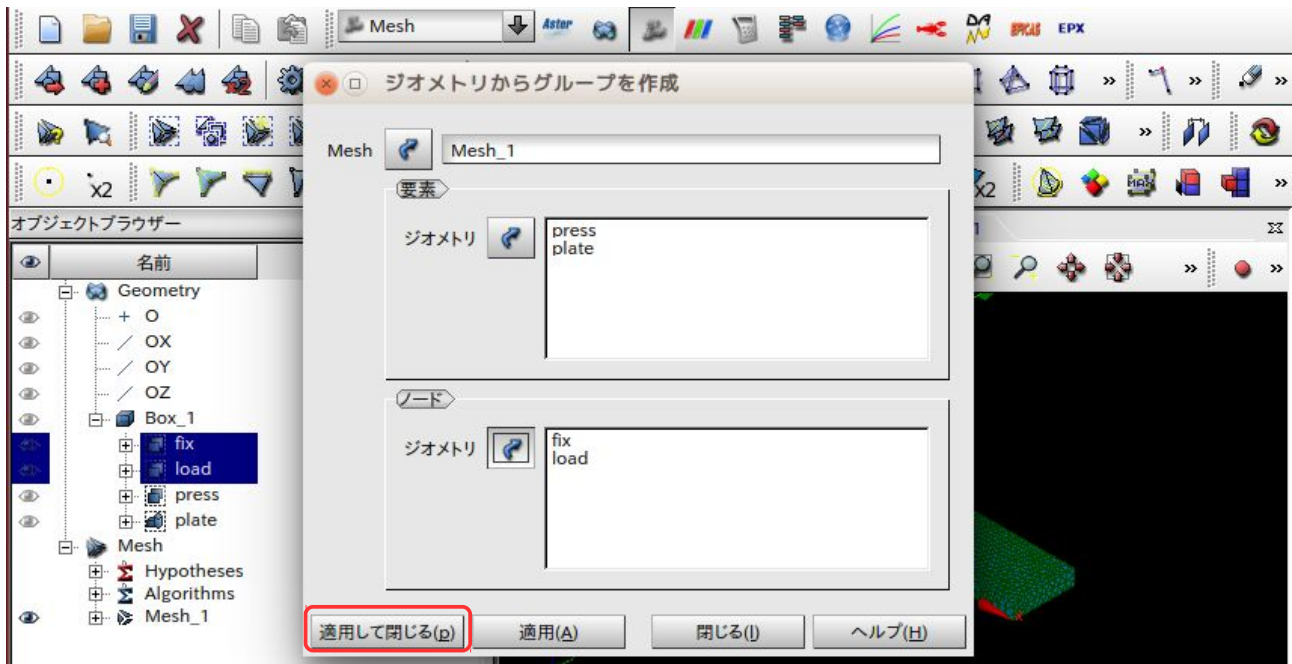 Mesh
Aster
EPX
ジオメトリからグループを作成
Mesh
Mesh_1
x2
x2
MAX
要素
オブジェクトブラウザー
ジオメトリ
press
plate
名前
Geometry
O
OX
OY
OZ
Box_1
fix
load
press
plate
ノード
ジオメトリ
fix
load
Mesh
Hypotheses
Algorithms
Mesh_1
適用して閉じる(p)
適用(A)
閉じる(l)
ヘルプ(H)